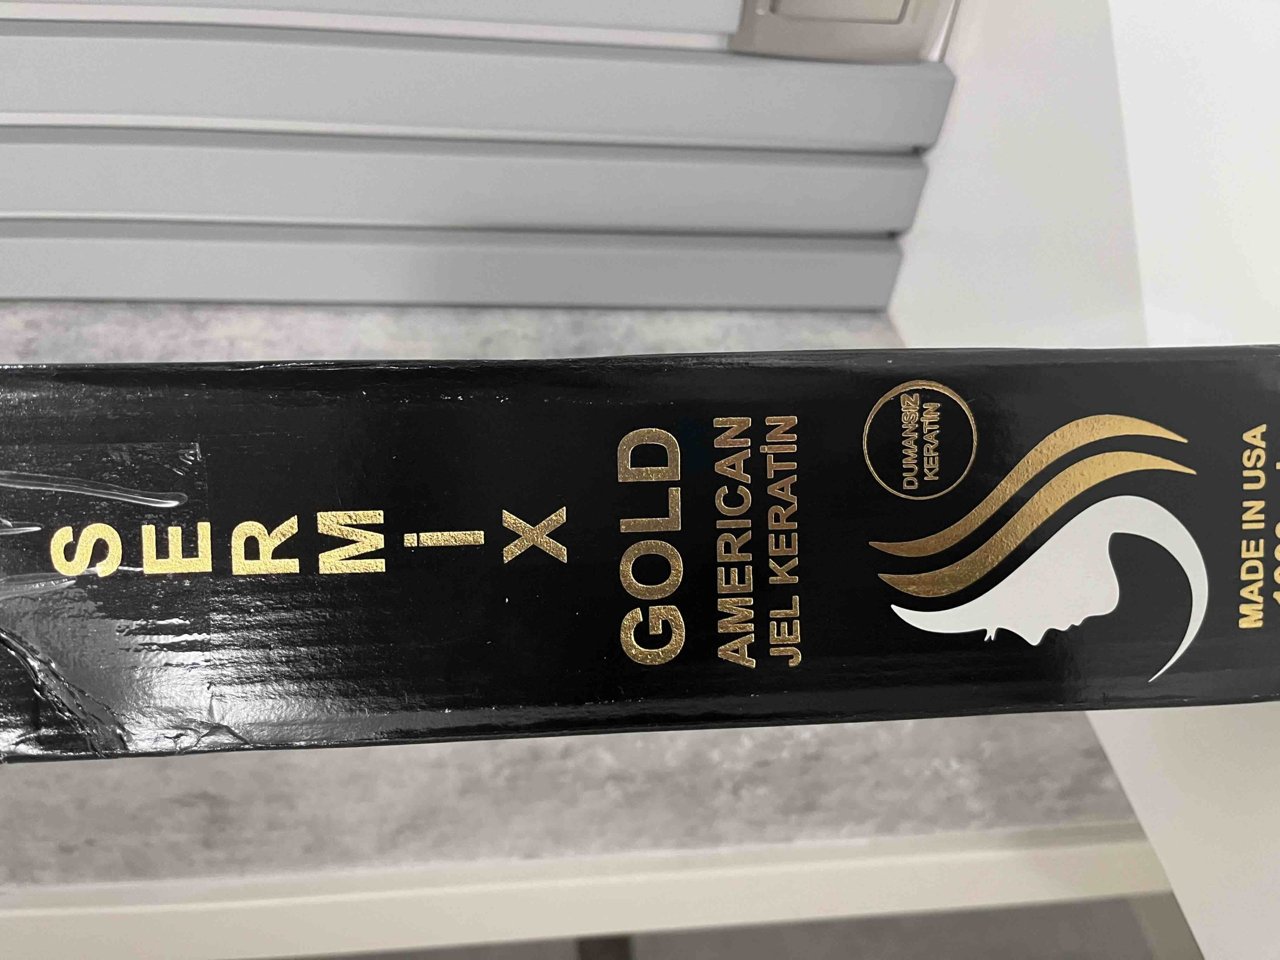 SERMİX
GOLD
AMERICAN
JEL KERATİN
DUMANSIZ
KERATİN
MADE IN USA